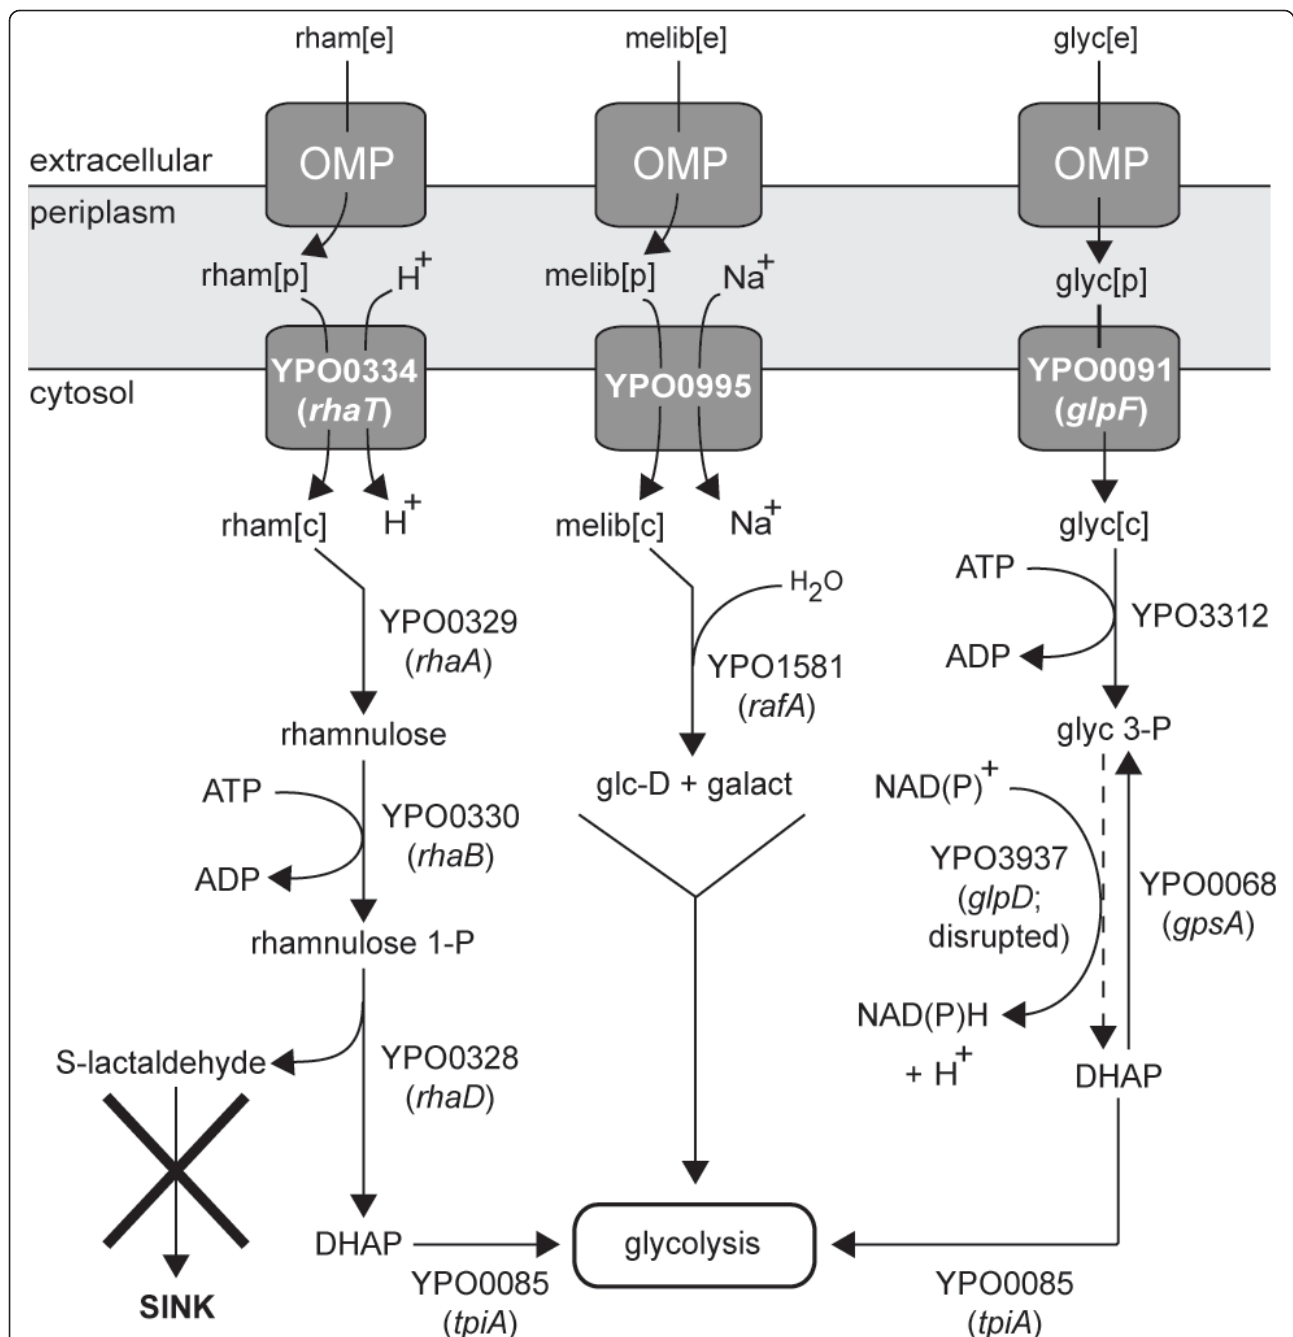 rham[e]
melib[e]
glyc[e]
OMP
OMP
OMP
extracellular
periplasm
rham[p]
H+
melib[p]
Na+
glyc[p]
YPO0334
(rhaT)
YPO0995
YPO0091
(glpF)
cytosol
rham[c]
H+
melib[c]
Na+
glyc[c]
YPO0329
(rhaA)
H2O
YPO1581
(rafA)
ATP
ADP
YPO3312
rhamnulose
glc-D + galact
glyc 3-P
ATP
ADP
YPO0330
(rhaB)
NAD(P)+
YPO3937
(glpD;
disrupted)
YPO0068
(gpsA)
rhamnulose 1-P
NAD(P)H
+ H+
S-lactaldehyde
YPO0328
(rhaD)
DHAP
DHAP
glycolysis
YPO0085
(tpiA)
YPO0085
(tpiA)
SINK